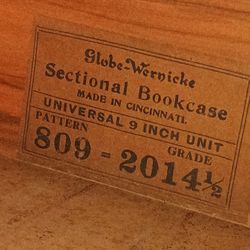 Globe-Wernicke
Sectional Bookcase
MADE IN CINCINNATI.
UNIVERSAL 9 INCH UNIT
PATTERN GRADE
809 - 2014½